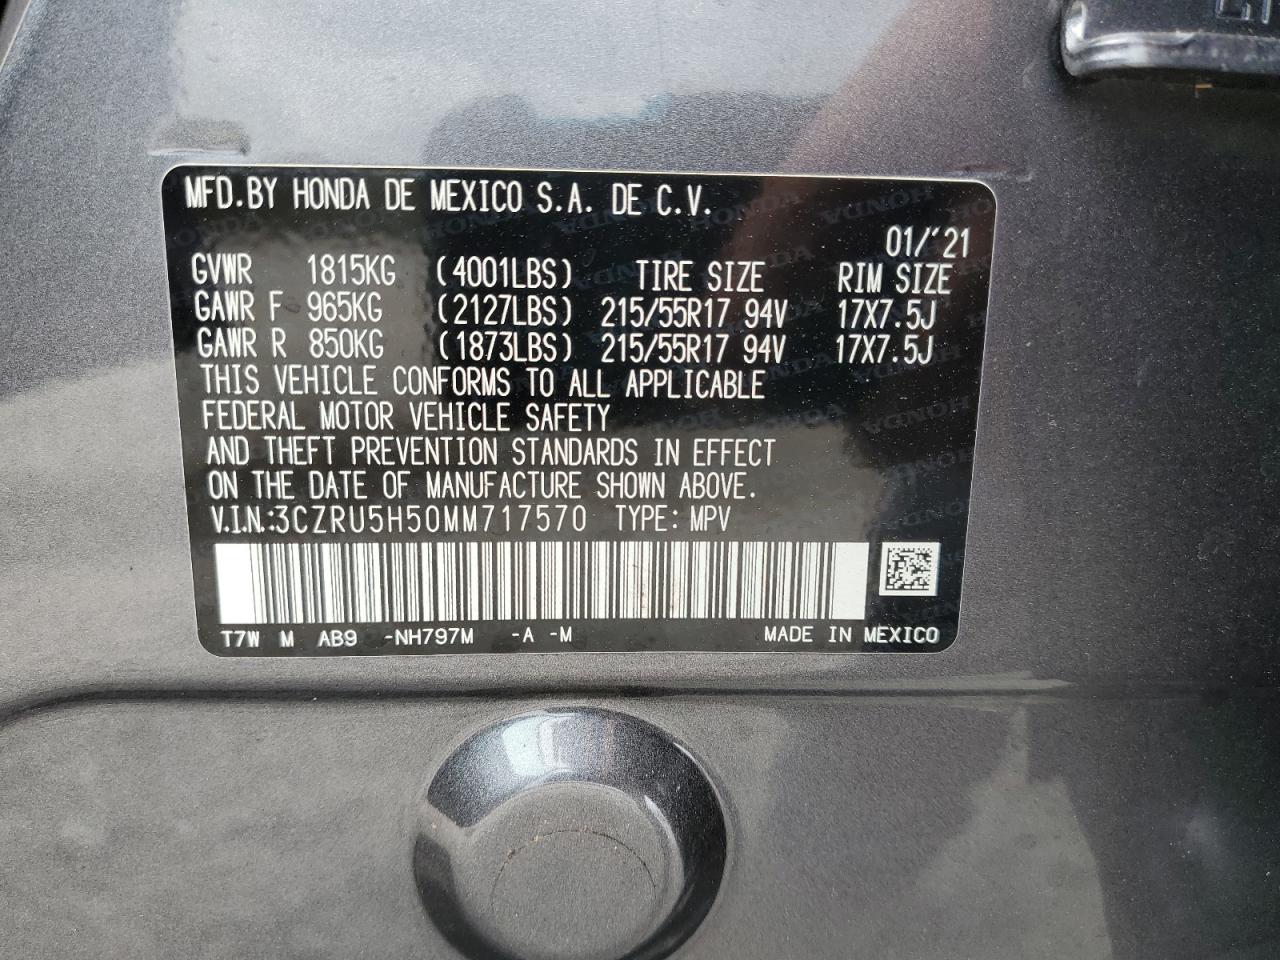 MFD.BY HONDA DE MEXICO S.A. DE C.V.
01/'21
GVWR 1815KG (4001LBS) TIRE SIZE RIM SIZE
GAWR F 965KG (2127LBS) 215/55R17 94V 17X7.5J
GAWR R 850KG (1873LBS) 215/55R17 94V 17X7.5J
THIS VEHICLE CONFORMS TO ALL APPLICABLE
FEDERAL MOTOR VEHICLE SAFETY
AND THEFT PREVENTION STANDARDS IN EFFECT
ON THE DATE OF MANUFACTURE SHOWN ABOVE.
V.I.N.:3CZRU5H50MM717570 TYPE: MPV
T7W M AB9 -NH797M -A -M MADE IN MEXICO